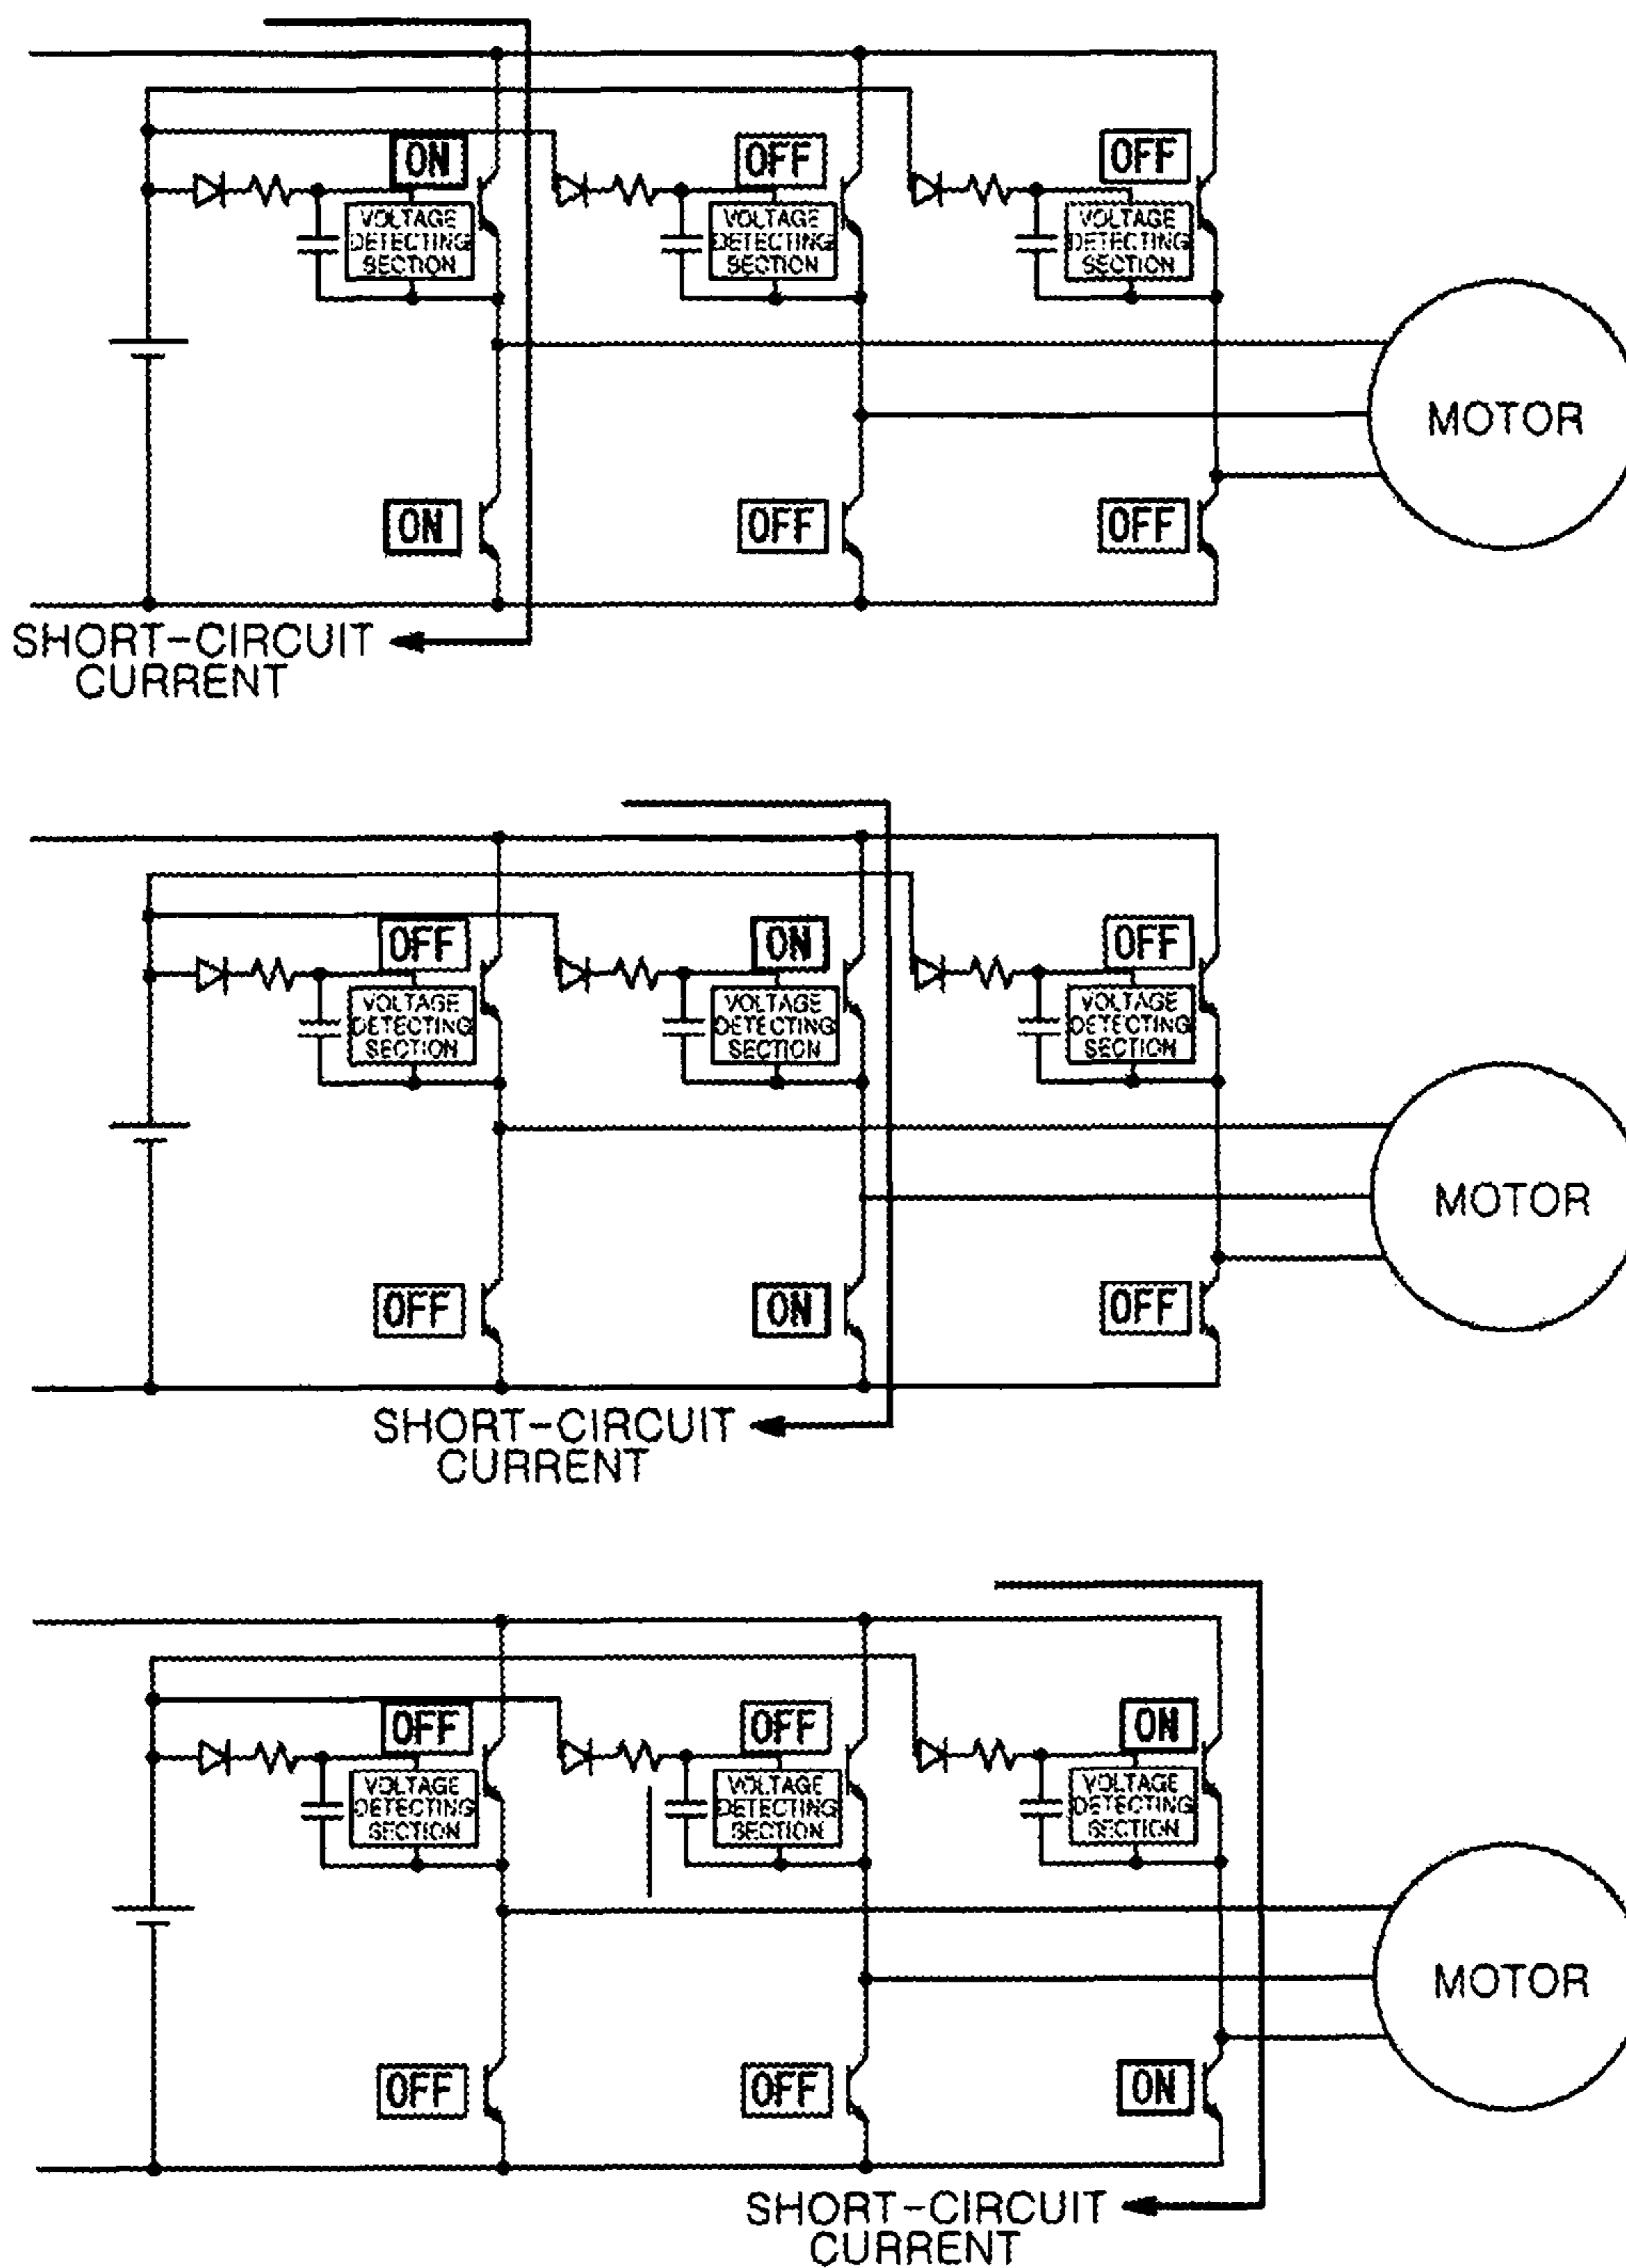 ON
OFF
OFF
VOLTAGE
DETECTING
SECTION
VOLTAGE
DETECTING
SECTION
VOLTAGE
DETECTING
SECTION
MOTOR
ON
OFF
OFF
SHORT-CIRCUIT
CURRENT
OFF
ON
OFF
VOLTAGE
DETECTING
SECTION
VOLTAGE
DETECTING
SECTION
VOLTAGE
DETECTING
SECTION
MOTOR
OFF
ON
OFF
SHORT-CIRCUIT
CURRENT
OFF
OFF
ON
VOLTAGE
DETECTING
SECTION
VOLTAGE
DETECTING
SECTION
VOLTAGE
DETECTING
SECTION
MOTOR
OFF
OFF
ON
SHORT-CIRCUIT
CURRENT